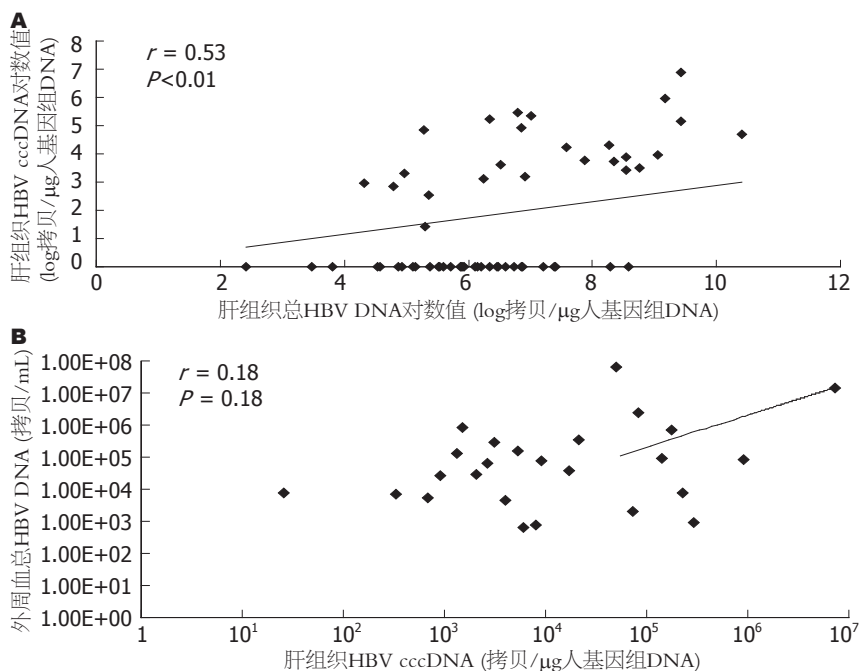 A
r = 0.53
P<0.01
肝组织HBV cccDNA对数值
(log拷贝/μg人基因组DNA)
8
7
6
5
4
3
2
1
0
0 2 4 6 8 10 12
肝组织总HBV DNA对数值 (log拷贝/μg人基因组DNA)
B
r = 0.18
P = 0.18
外周血总HBV DNA (拷贝/mL)
1.00E+08
1.00E+07
1.00E+06
1.00E+05
1.00E+04
1.00E+03
1.00E+02
1.00E+01
1.00E+00
1 10¹ 10² 10³ 10⁴ 10⁵ 10⁶ 10⁷
肝组织HBV cccDNA (拷贝/μg人基因组DNA)